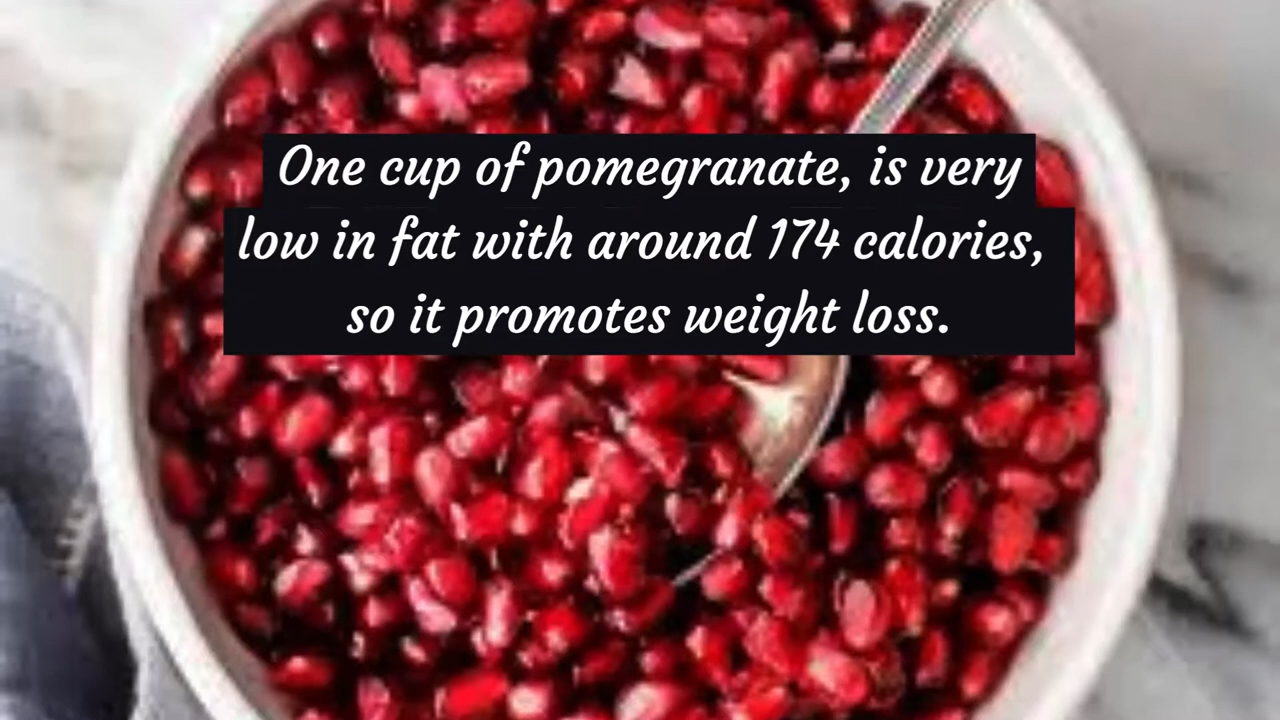 One cup of pomegranate, is very
low in fat with around 174 calories,
so it promotes weight loss.